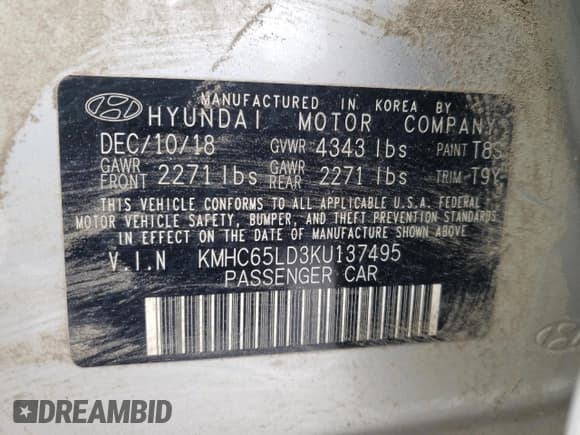 MANUFACTURED IN KOREA BY
HYUNDAI MOTOR COMPANY
DEC/10/18 GVWR 4343 lbs PAINT T8S
GAWR FRONT 2271 lbs GAWR REAR 2271 lbs TRIM T9Y
THIS VEHICLE CONFORMS TO ALL APPLICABLE U.S.A. FEDERAL
MOTOR VEHICLE SAFETY, BUMPER, AND THEFT PREVENTION
STANDARDS IN EFFECT ON THE DATE OF MANUFACTURE SHOWN
ABOVE.
V.I.N KMHC65LD3KU137495
PASSENGER CAR
DREAMBID